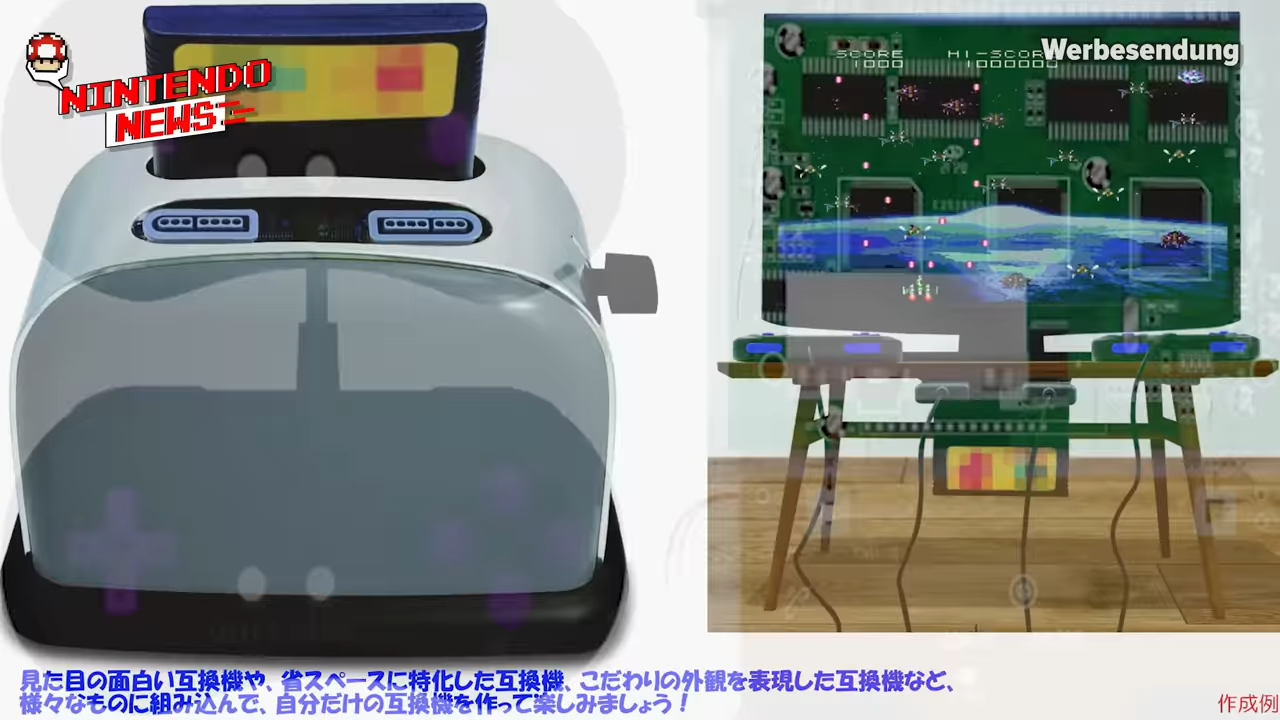 NINTENDO
NEWS
SCORE HI-SCORE
1000 1000000
Werbesendung
見た目の面白い互換機や、省スペースに特化した互換機、こだわりの外観を表現した互換機など、
様々なものに組み込んで、自分だけの互換機を作って楽しみましょう！
作成例